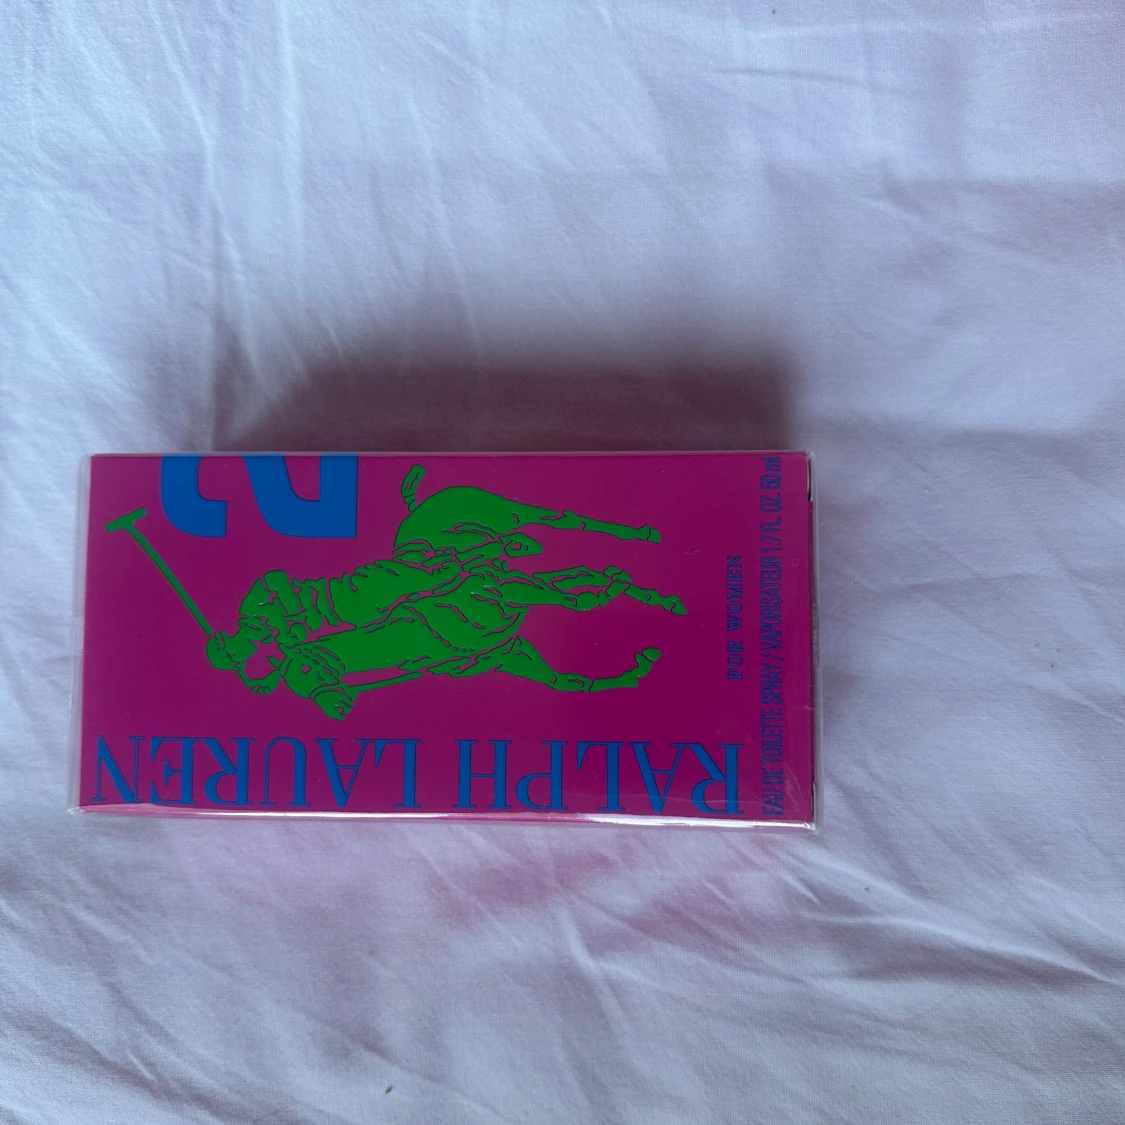 2
RALPH LAUREN
FOR WOMEN
EAU DE TOILETTE SPRAY / VAPORISATEUR 1.7 FL. OZ. 50 ml